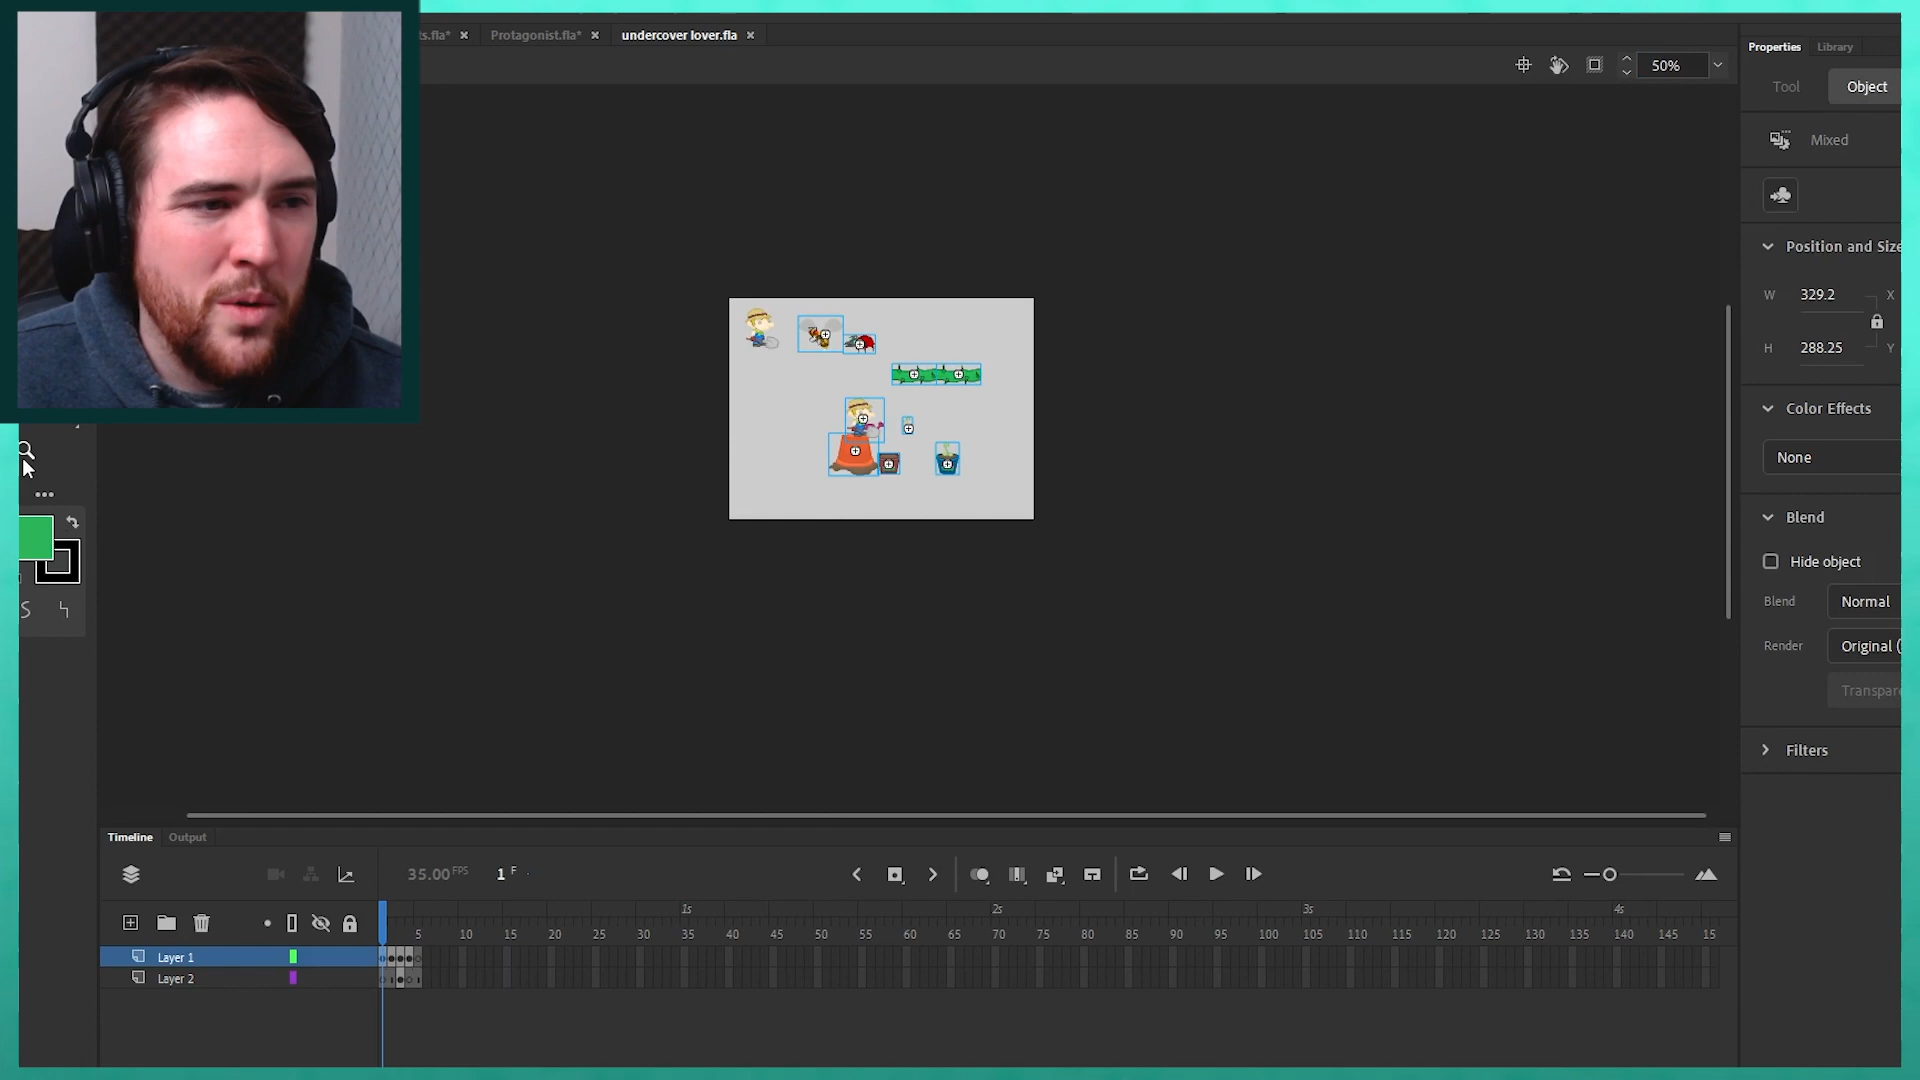 ts.fla*
Protagonist.fla*
undercover lover.fla
Properties
Library
50%
Tool
Object
Mixed
Position and Size
W
329.2
X
H
288.25
Y
Color Effects
None
Blend
Hide object
Blend
Normal
Render
Original (
Transpare
Filters
Timeline
Output
35.00 FPS
1 F
1s
2s
3s
4s
5 10 15 20 25 30 35 40 45 50 55 60 65 70 75 80 85 90 95 100 105 110 115 120 125 130 135 140 145 15
Layer 1
Layer 2